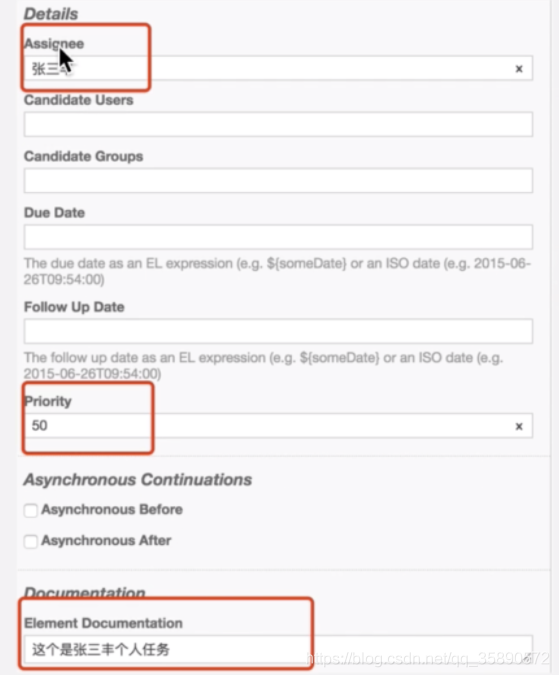 Details
Assignee
张三丰
x
Candidate Users
Candidate Groups
Due Date
The due date as an EL expression (e.g. ${someDate} or an ISO date (e.g. 2015-06-
26T09:54:00)
Follow Up Date
The follow up date as an EL expression (e.g. ${someDate} or an ISO date (e.g.
2015-06-26T09:54:00)
Priority
50
x
Asynchronous Continuations
Asynchronous Before
Asynchronous After
Documentation
Element Documentation
这个是张三丰个人任务
https://blog.csdn.net/qq_35890572